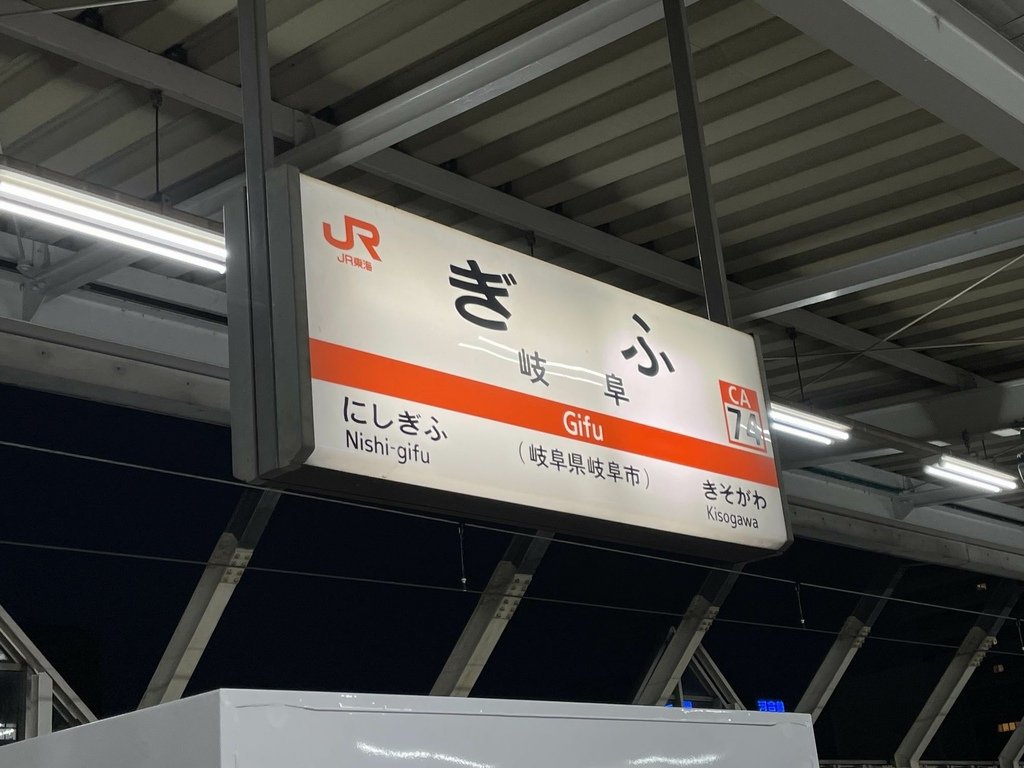 JR
JR東海
ぎふ
岐阜
CA
74
Gifu
にしぎふ
Nishi-gifu
(岐阜県岐阜市)
きそがわ
Kisogawa